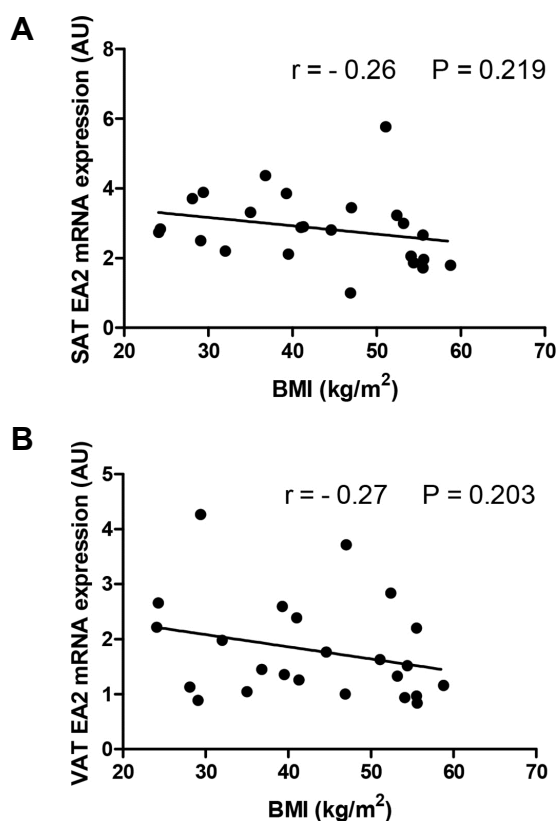 A
SAT EA2 mRNA expression (AU)
r = - 0.26 P = 0.219
8
6
4
2
0
20 30 40 50 60 70
BMI (kg/m²)
B
VAT EA2 mRNA expression (AU)
r = - 0.27 P = 0.203
5
4
3
2
1
0
20 30 40 50 60 70
BMI (kg/m²)